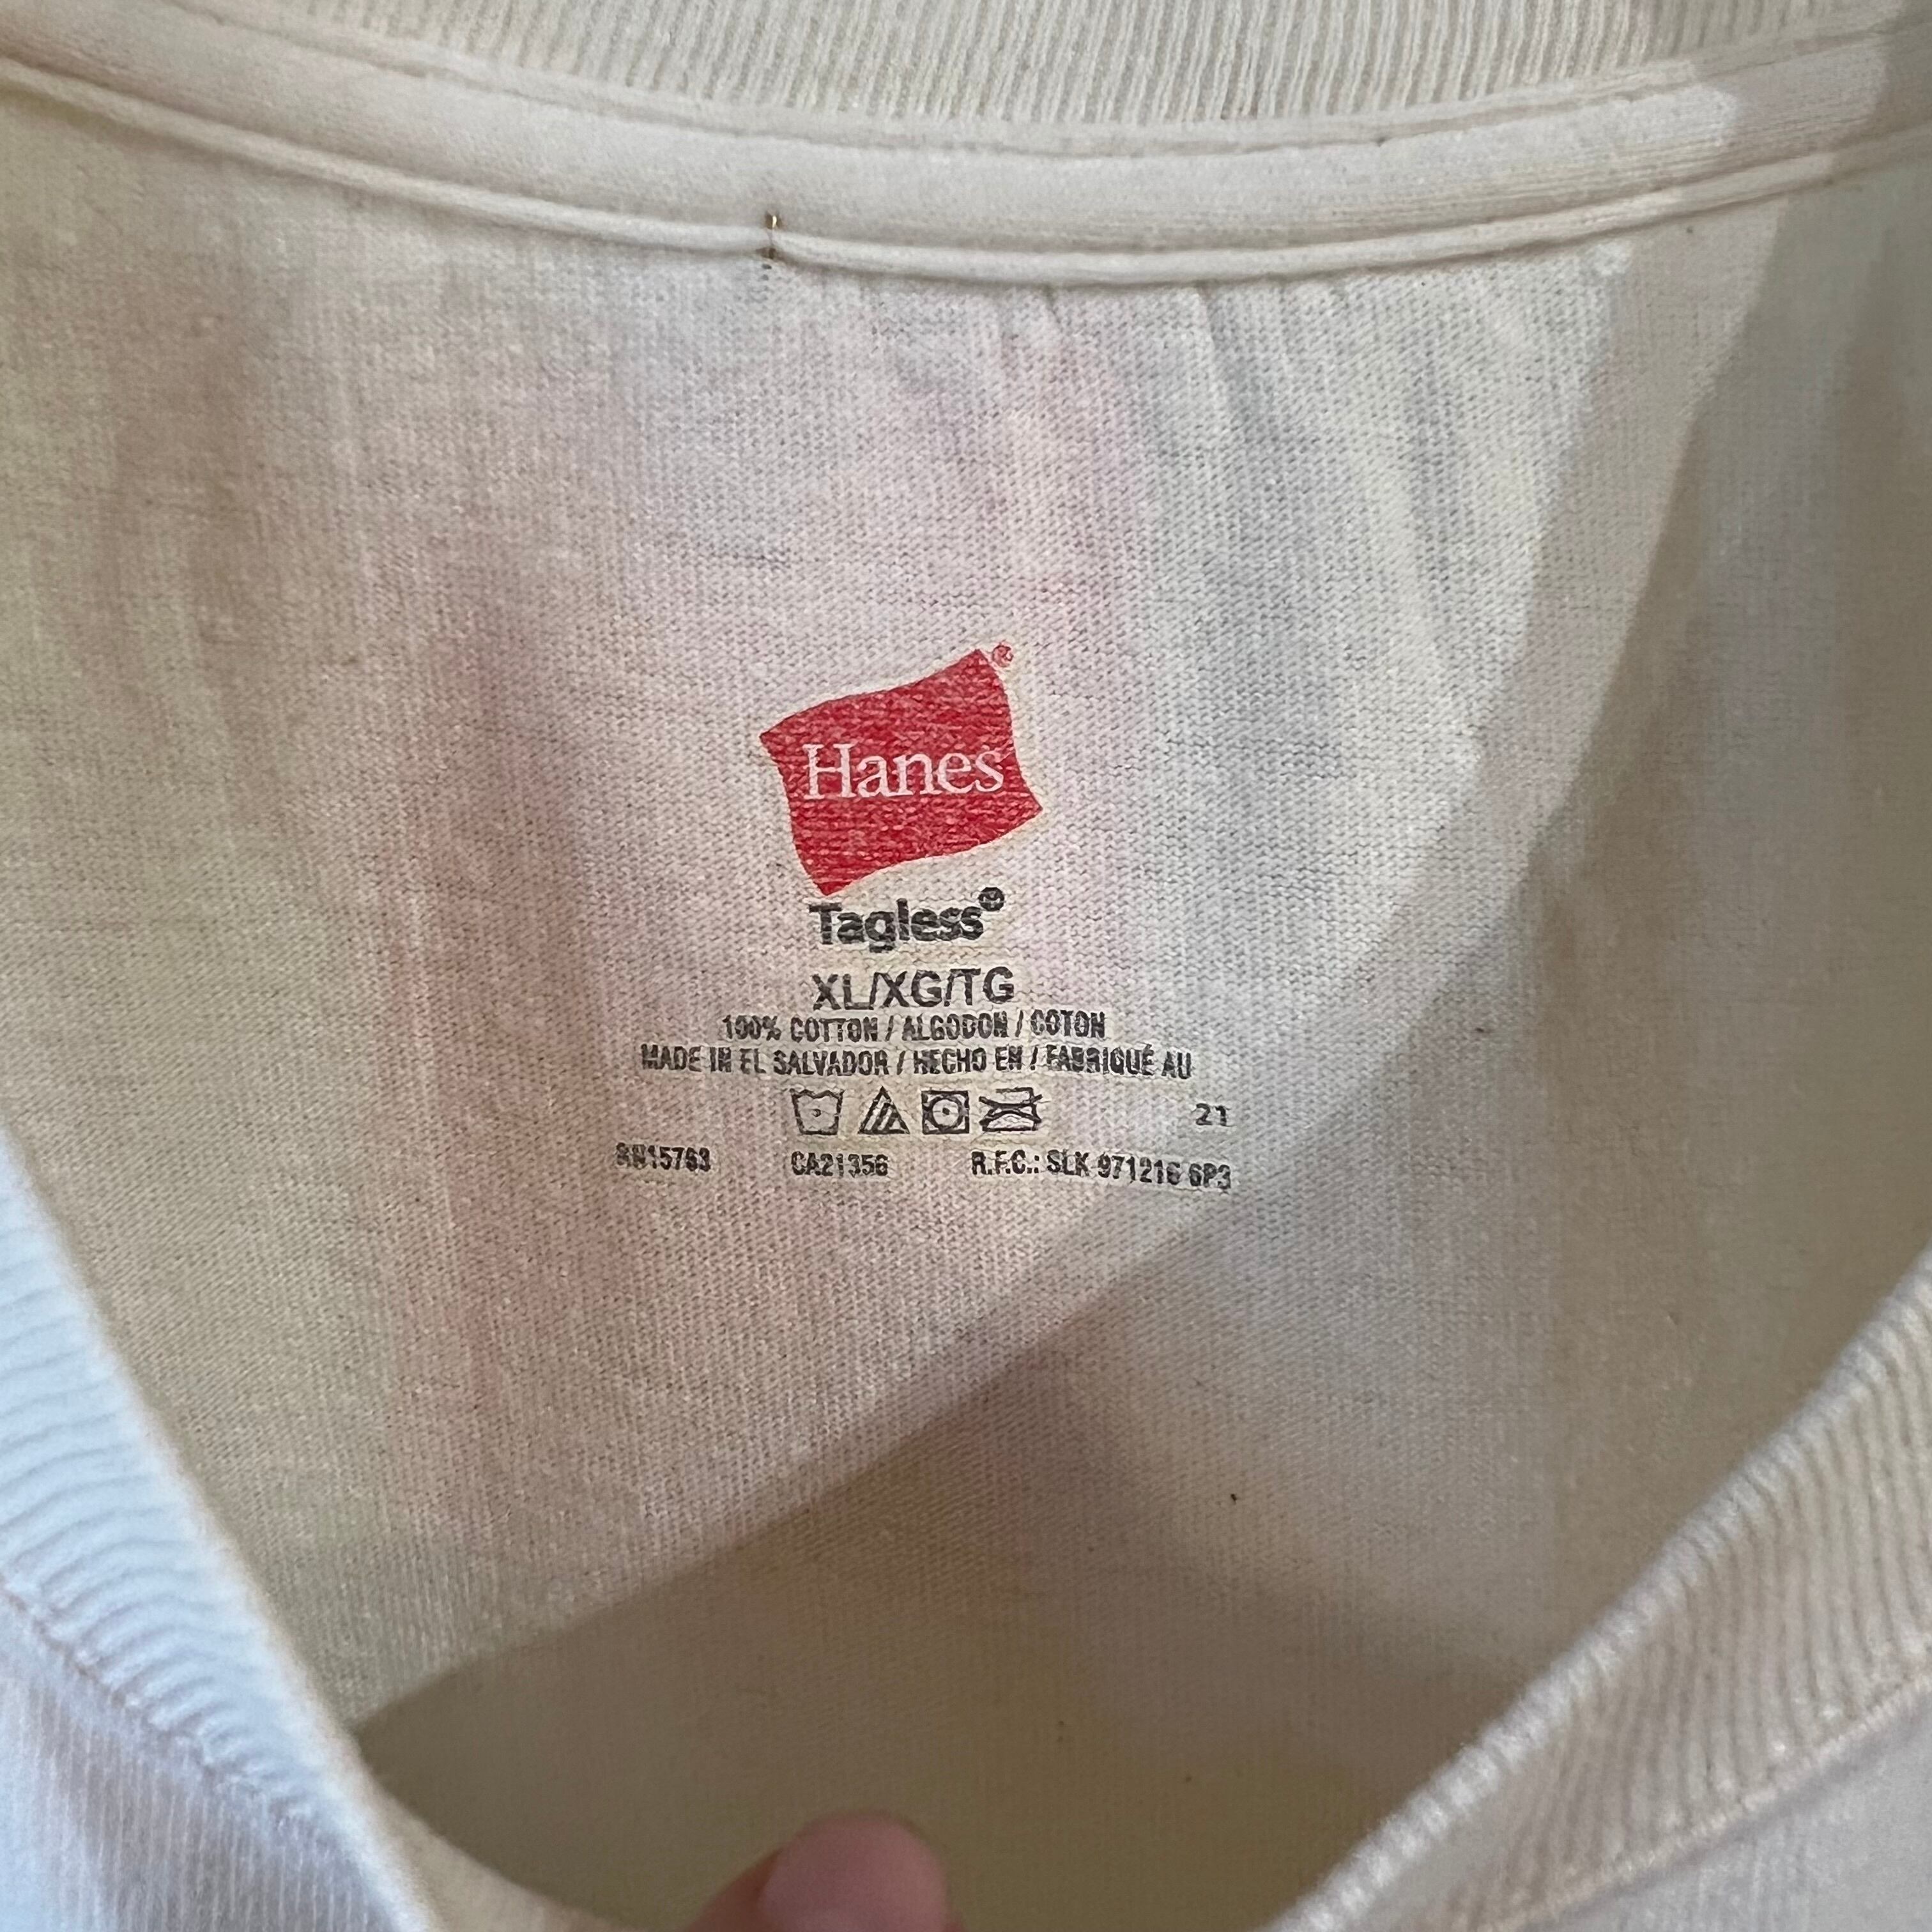 Hanes®
Tagless®
XL/XG/TG
100% COTTON / ALGODON / COTON
MADE IN EL SALVADOR / HECHO EN / FABRIQUÉ AU
21
RN15763 CA21356 R.F.C.: SLK 971216 6P3